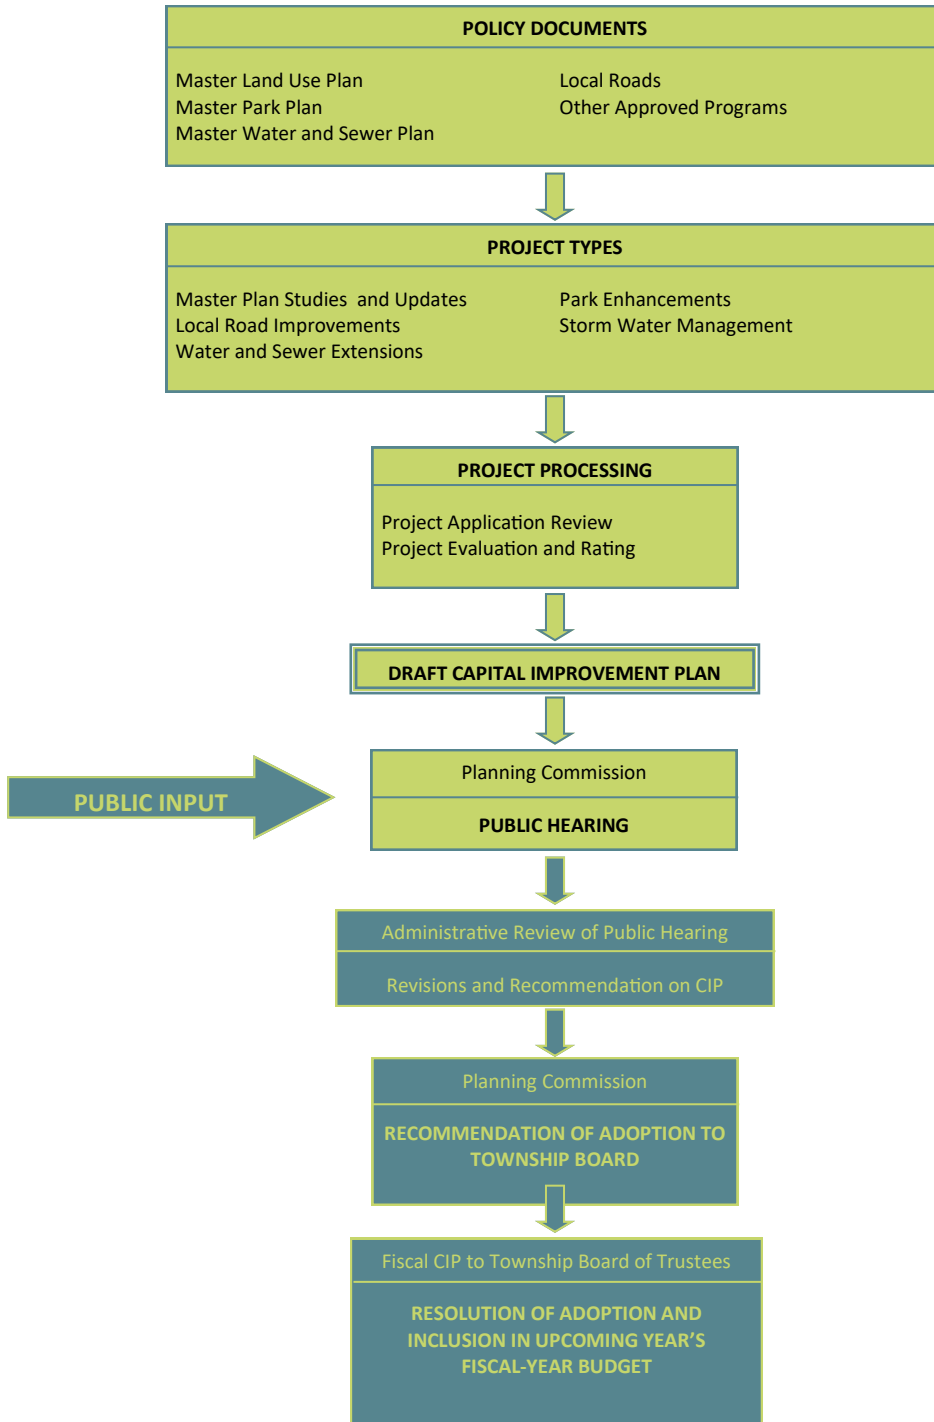 POLICY DOCUMENTS
Master Land Use Plan
Master Park Plan
Master Water and Sewer Plan
Local Roads
Other Approved Programs
PROJECT TYPES
Master Plan Studies and Updates
Local Road Improvements
Water and Sewer Extensions
Park Enhancements
Storm Water Management
PROJECT PROCESSING
Project Application Review
Project Evaluation and Rating
DRAFT CAPITAL IMPROVEMENT PLAN
PUBLIC INPUT
Planning Commission
PUBLIC HEARING
Administrative Review of Public Hearing
Revisions and Recommendation on CIP
Planning Commission
RECOMMENDATION OF ADOPTION TO
TOWNSHIP BOARD
Fiscal CIP to Township Board of Trustees
RESOLUTION OF ADOPTION AND
INCLUSION IN UPCOMING YEAR’S
FISCAL-YEAR BUDGET